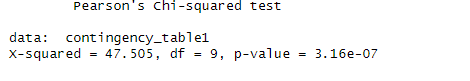 Pearson's Chi-squared test
data:  contingency_table1
X-squared = 47.505, df = 9, p-value = 3.16e-07